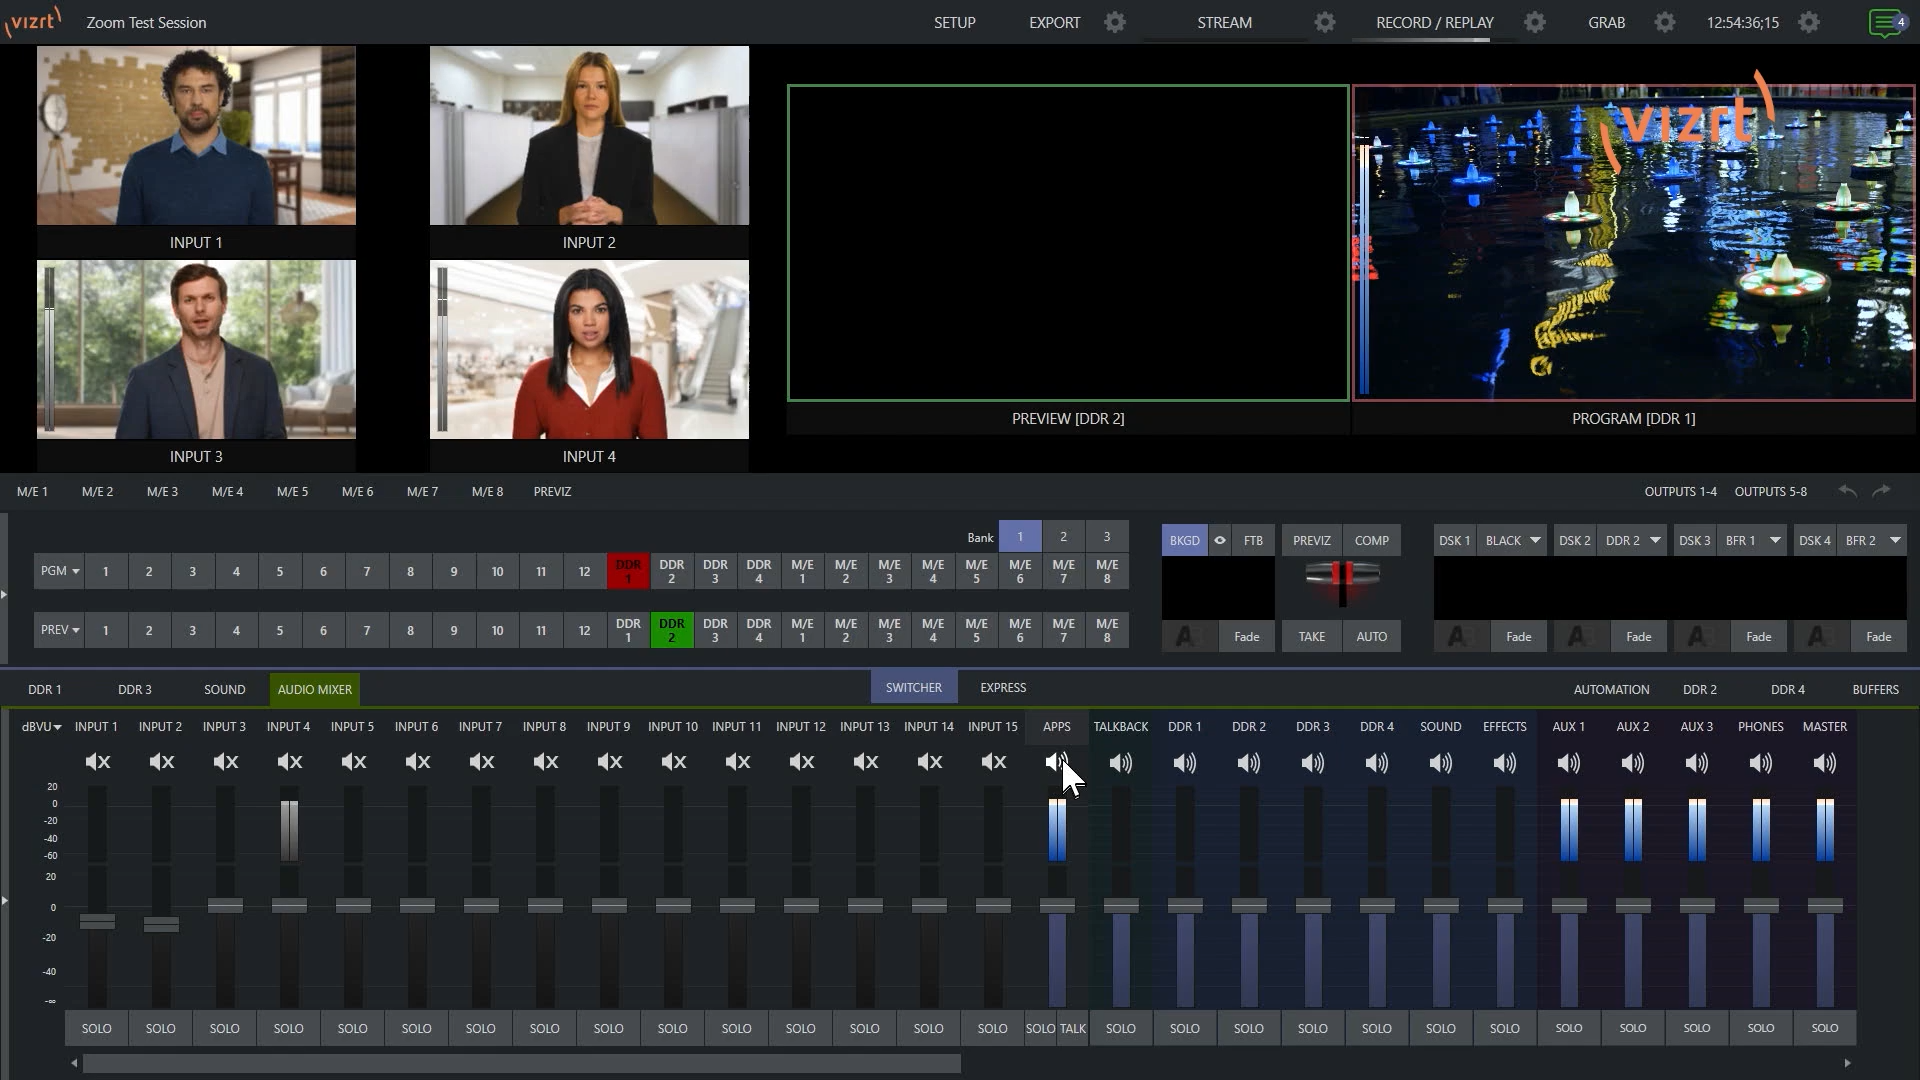 vizrt Zoom Test Session SETUP EXPORT STREAM RECORD / REPLAY GRAB 12:54:36;15 4
INPUT 1 INPUT 2
INPUT 3 INPUT 4
vizrt
PREVIEW [DDR 2] PROGRAM [DDR 1]
M/E 1 M/E 2 M/E 3 M/E 4 M/E 5 M/E 6 M/E 7 M/E 8 PREVIZ OUTPUTS 1-4 OUTPUTS 5-8
Bank 1 2 3
PGM 1 2 3 4 5 6 7 8 9 10 11 12 DDR 1 DDR 2 DDR 3 DDR 4 M/E 1 M/E 2 M/E 3 M/E 4 M/E 5 M/E 6 M/E 7 M/E 8
PREV 1 2 3 4 5 6 7 8 9 10 11 12 DDR 1 DDR 2 DDR 3 DDR 4 M/E 1 M/E 2 M/E 3 M/E 4 M/E 5 M/E 6 M/E 7 M/E 8
BKGD FTB PREVIZ COMP DSK 1 BLACK DSK 2 DDR 2 DSK 3 BFR 1 DSK 4 BFR 2
Fade TAKE AUTO Fade Fade Fade Fade
DDR 1 DDR 3 SOUND AUDIO MIXER SWITCHER EXPRESS AUTOMATION DDR 2 DDR 4 BUFFERS
dBVU INPUT 1 INPUT 2 INPUT 3 INPUT 4 INPUT 5 INPUT 6 INPUT 7 INPUT 8 INPUT 9 INPUT 10 INPUT 11 INPUT 12 INPUT 13 INPUT 14 INPUT 15 APPS TALKBACK DDR 1 DDR 2 DDR 3 DDR 4 SOUND EFFECTS AUX 1 AUX 2 AUX 3 PHONES MASTER
20
0
-20
-40
-60
20
0
-20
-40
-∞
SOLO SOLO SOLO SOLO SOLO SOLO SOLO SOLO SOLO SOLO SOLO SOLO SOLO SOLO SOLO SOLO TALK SOLO SOLO SOLO SOLO SOLO SOLO SOLO SOLO SOLO SOLO SOLO SOLO